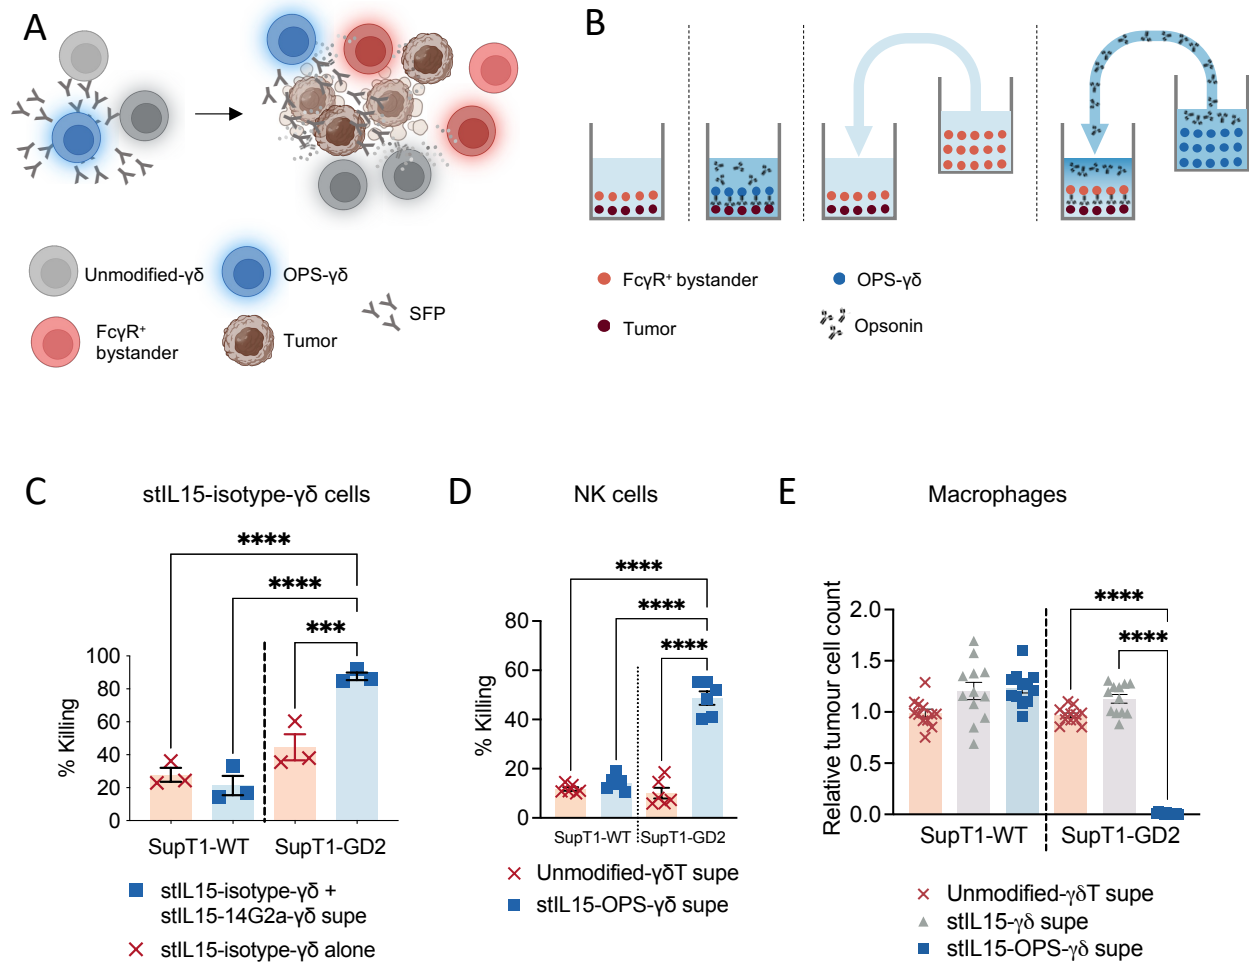 A
B
Unmodified-γδ
OPS-γδ
SFP
FcγR⁺
bystander
Tumor
FcγR⁺ bystander
OPS-γδ
Tumor
Opsonin
C
stIL15-isotype-γδ cells
****
****
***
% Killing
100
80
60
40
20
0
SupT1-WT
SupT1-GD2
stIL15-isotype-γδ +
stIL15-14G2a-γδ supe
stIL15-isotype-γδ alone
D
NK cells
****
****
****
% Killing
80
60
40
20
0
SupT1-WT
SupT1-GD2
Unmodified-γδT supe
stIL15-OPS-γδ supe
E
Macrophages
****
****
Relative tumour cell count
2.0
1.5
1.0
0.5
0.0
SupT1-WT
SupT1-GD2
Unmodified-γδT supe
stIL15-γδ supe
stIL15-OPS-γδ supe